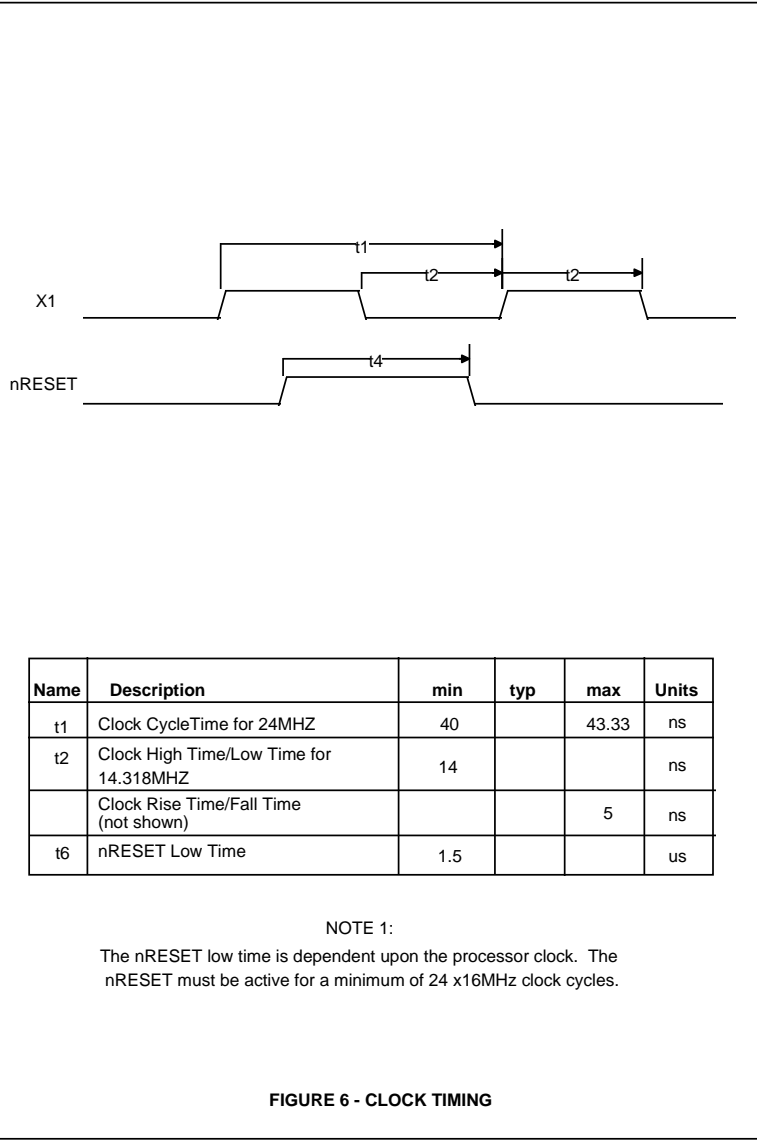 t1
t2 t2
X1
t4
nRESET
Name Description min typ max Units
t1 Clock CycleTime for 24MHZ 40 43.33 ns
t2 Clock High Time/Low Time for
14.318MHZ 14 ns
Clock Rise Time/Fall Time
(not shown) 5 ns
t6 nRESET Low Time 1.5 us
NOTE 1:
The nRESET low time is dependent upon the processor clock. The
nRESET must be active for a minimum of 24 x16MHz clock cycles.
FIGURE 6 - CLOCK TIMING